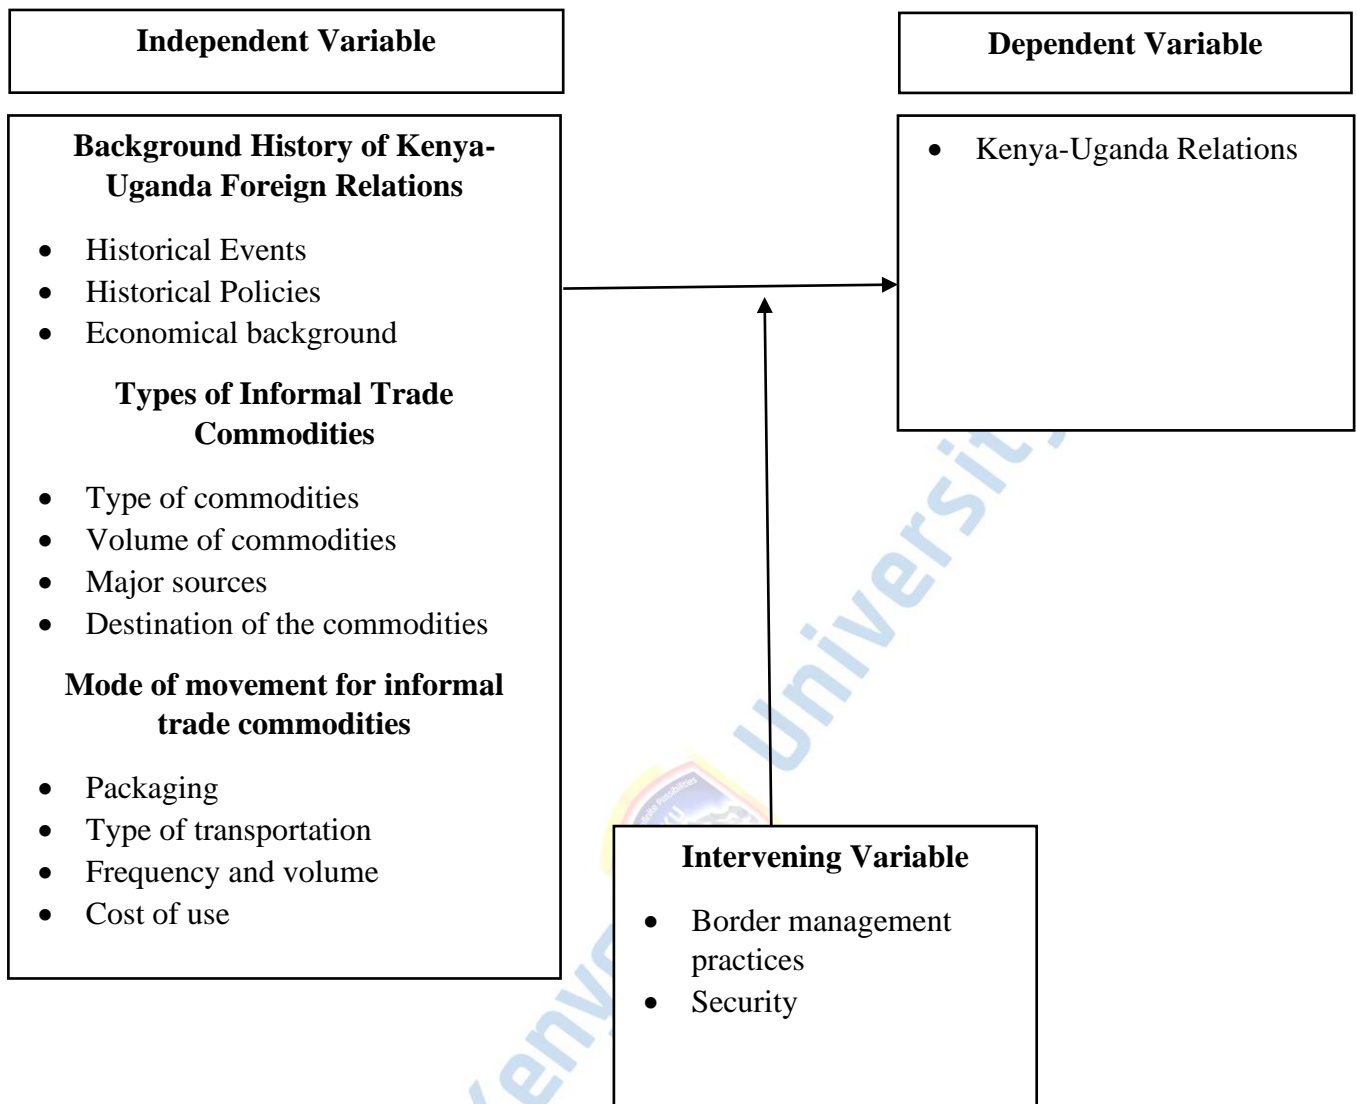 Independent Variable
Dependent Variable
Background History of Kenya-
Uganda Foreign Relations
• Historical Events
• Historical Policies
• Economical background
Types of Informal Trade
Commodities
• Type of commodities
• Volume of commodities
• Major sources
• Destination of the commodities
Mode of movement for informal
trade commodities
• Packaging
• Type of transportation
• Frequency and volume
• Cost of use
• Kenya-Uganda Relations
Intervening Variable
• Border management
practices
• Security
University